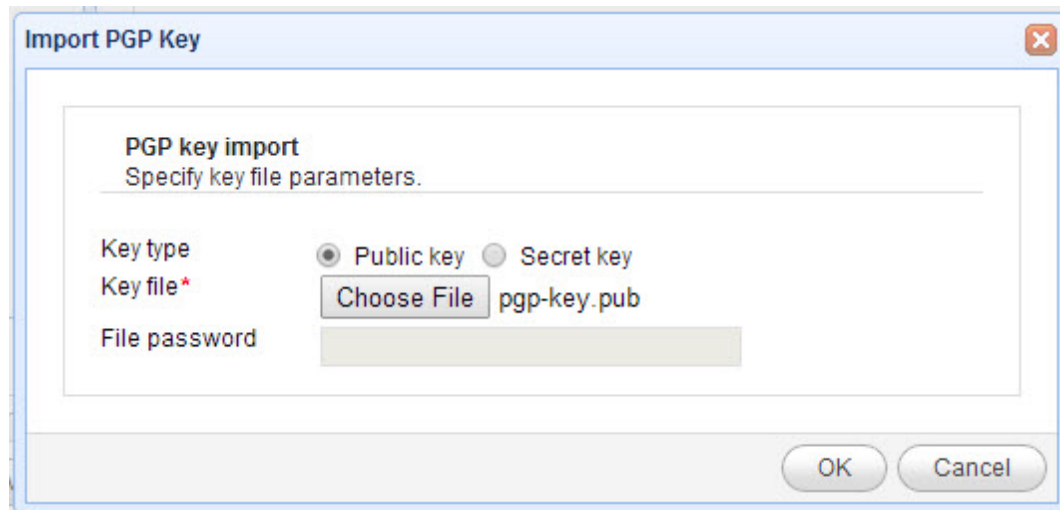 Import PGP Key
PGP key import
Specify key file parameters.
Key type Public key Secret key
Key file* Choose File pgp-key.pub
File password
OK Cancel